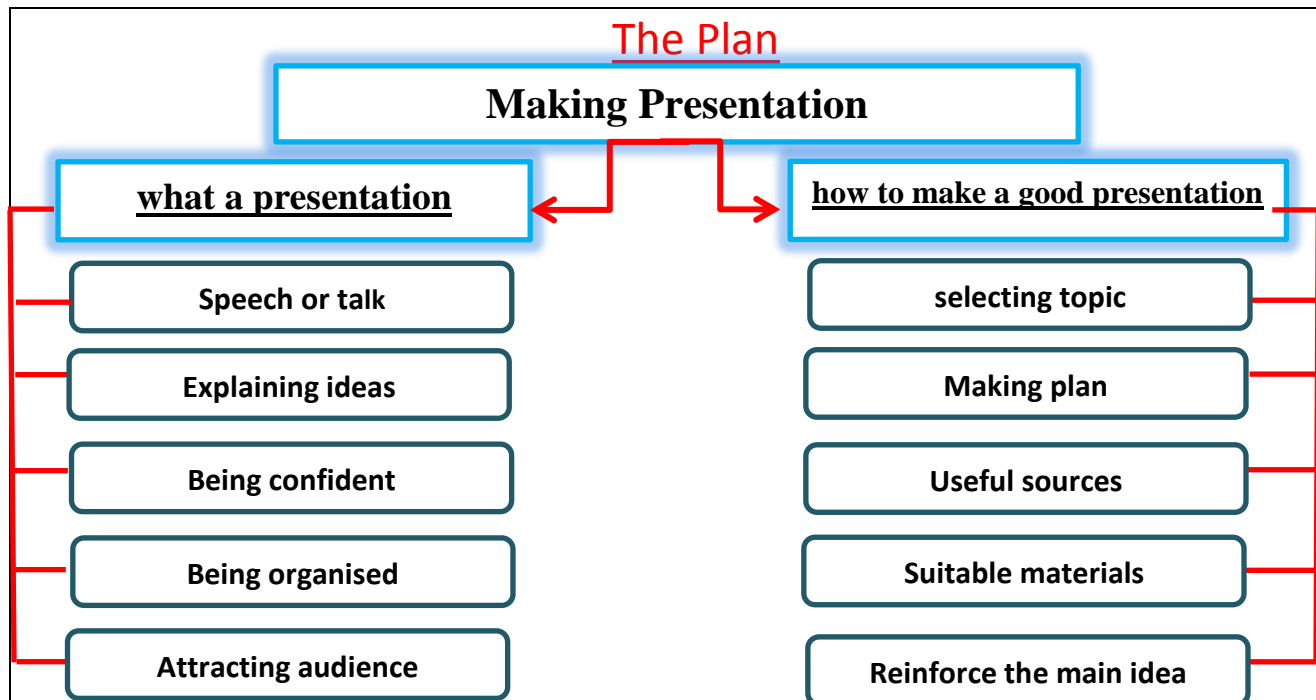 The Plan
Making Presentation
what a presentation
Speech or talk
Explaining ideas
Being confident
Being organised
Attracting audience
how to make a good presentation
selecting topic
Making plan
Useful sources
Suitable materials
Reinforce the main idea